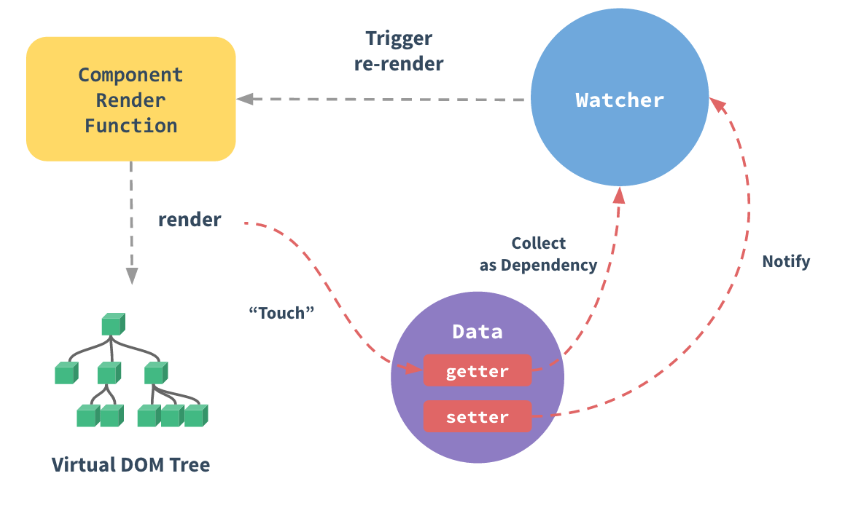 Trigger
re-render
Component
Render
Function
Watcher
render
Collect
as Dependency
Notify
“Touch”
Data
getter
setter
Virtual DOM Tree